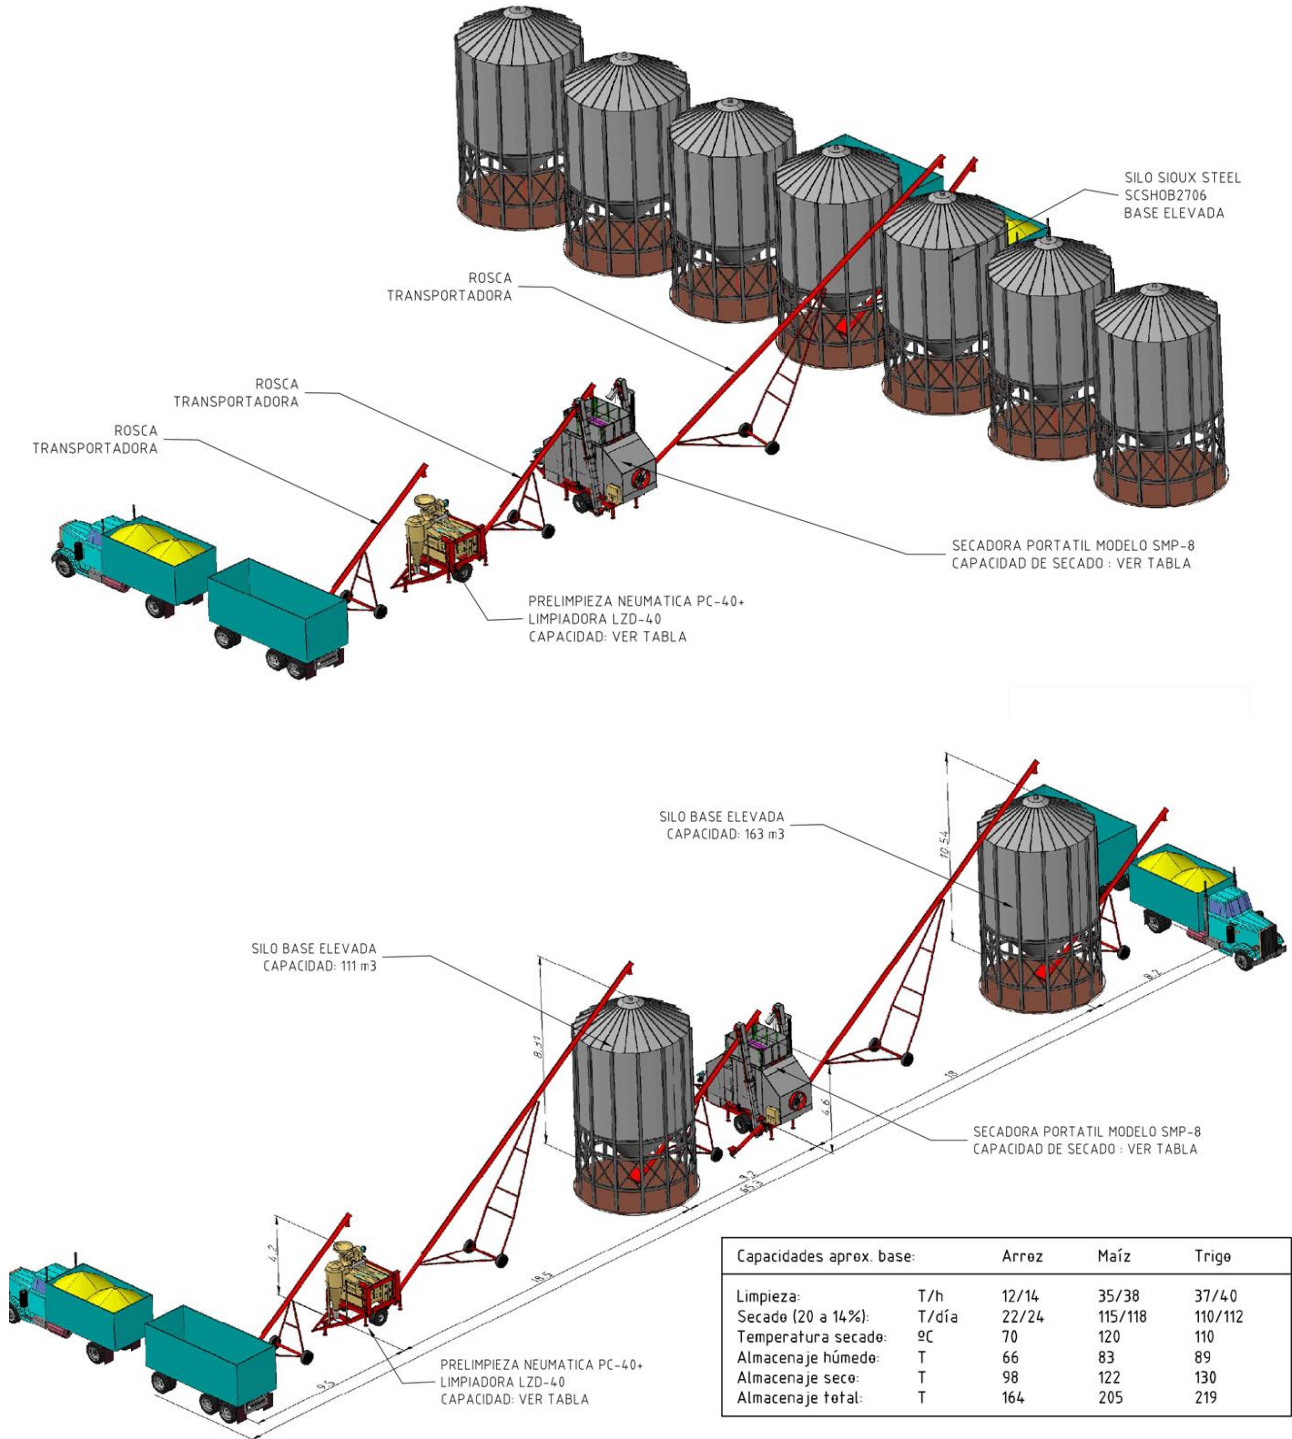 SILO SIOUX STEEL
SCSHOB2706
BASE ELEVADA
ROSCA
TRANSPORTADORA
ROSCA
TRANSPORTADORA
ROSCA
TRANSPORTADORA
SECADORA PORTATIL MODELO SMP-8
CAPACIDAD DE SECADO : VER TABLA
PRELIMPIEZA NEUMATICA PC-40+
LIMPIADORA LZD-40
CAPACIDAD: VER TABLA
SILO BASE ELEVADA
CAPACIDAD: 163 m3
10.54
SILO BASE ELEVADA
CAPACIDAD: 111 m3
8.2
19
4.6
SECADORA PORTATIL MODELO SMP-8
CAPACIDAD DE SECADO : VER TABLA
4.2
18.5
9.5
PRELIMPIEZA NEUMATICA PC-40+
LIMPIADORA LZD-40
CAPACIDAD: VER TABLA
Capacidades aprox. base: Arroz Maíz Trigo
Limpieza: T/h 12/14 35/38 37/40
Secado (20 a 14%): T/día 22/24 115/118 110/112
Temperatura secado: ºC 70 120 110
Almacenaje húmedo: T 66 83 89
Almacenaje seco: T 98 122 130
Almacenaje total: T 164 205 219